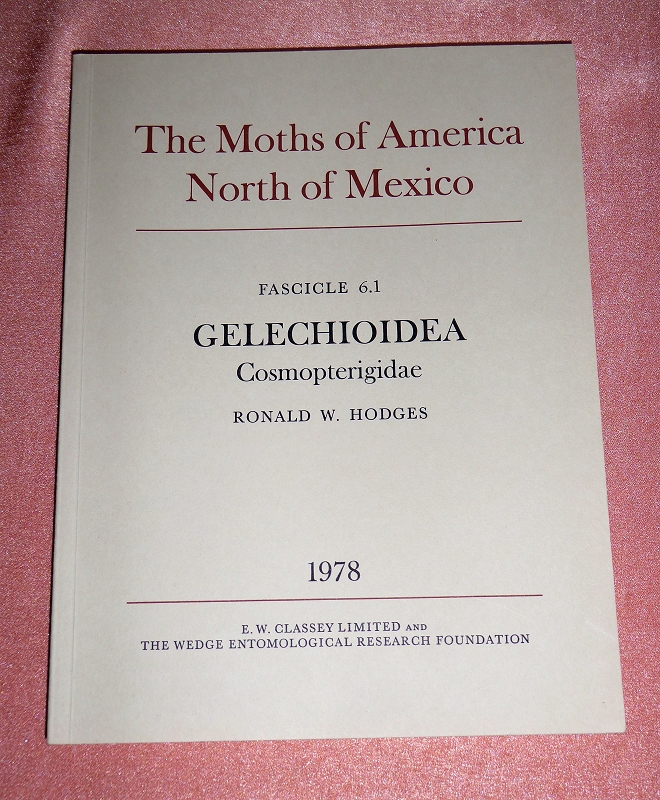 The Moths of America
North of Mexico
FASCICLE 6.1
GELECHIOIDEA
Cosmopterigidae
RONALD W. HODGES
1978
E. W. CLASSEY LIMITED AND
THE WEDGE ENTOMOLOGICAL RESEARCH FOUNDATION